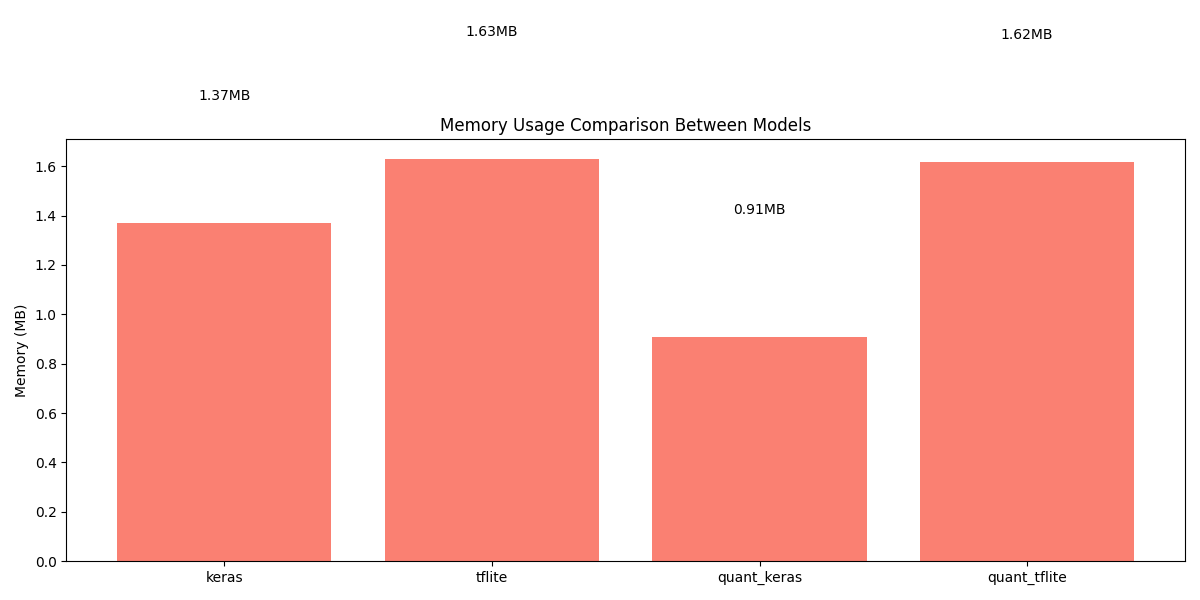 1.63MB
1.62MB
1.37MB
Memory Usage Comparison Between Models
0.91MB
Memory (MB)
1.6
1.4
1.2
1.0
0.8
0.6
0.4
0.2
0.0
keras
tflite
quant_keras
quant_tflite